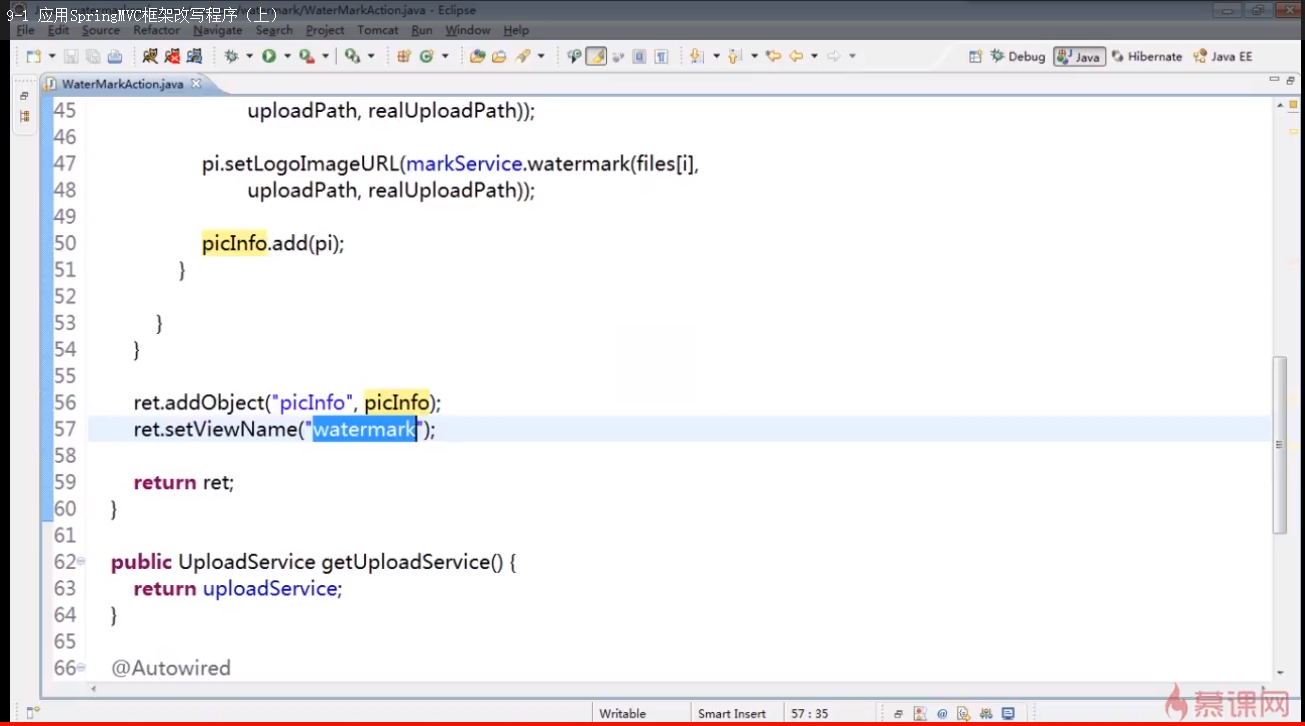 9-1 应用SpringMVC框架改写程序（上）
/watermark/WaterMarkAction.java - Eclipse
File Edit Source Refactor Navigate Search Project Tomcat Run Window Help
Debug Java Hibernate Java EE
WaterMarkAction.java
45 uploadPath, realUploadPath));
46
47 pi.setLogoImageURL(markService.watermark(files[i],
48 uploadPath, realUploadPath));
49
50 picInfo.add(pi);
51 }
52
53 }
54 }
55
56 ret.addObject("picInfo", picInfo);
57 ret.setViewName("watermark");
58
59 return ret;
60 }
61
62 public UploadService getUploadService() {
63 return uploadService;
64 }
65
66 @Autowired
Writable Smart Insert 57 : 35
慕课网